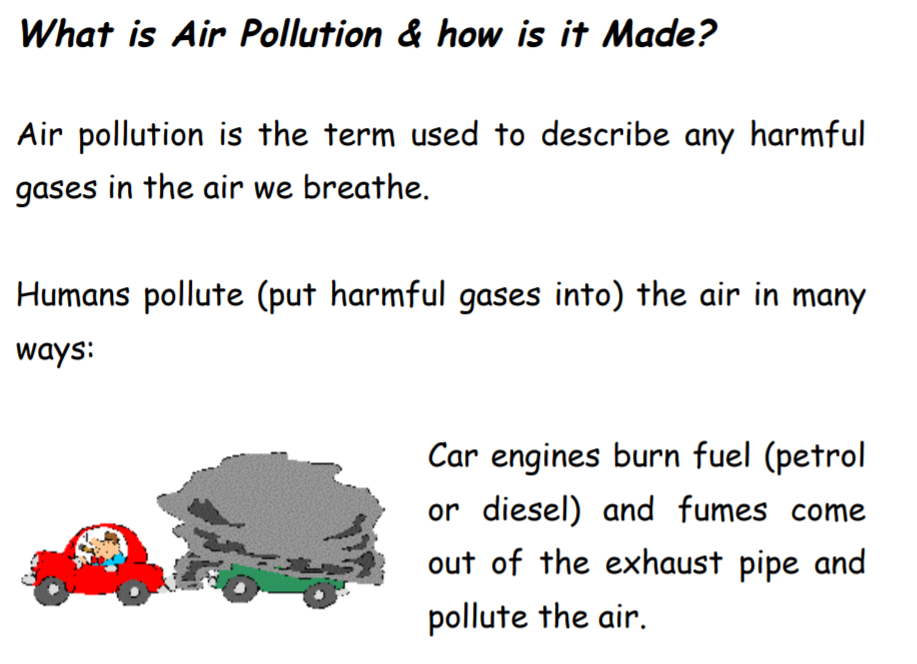 What is Air Pollution & how is it Made?
Air pollution is the term used to describe any harmful
gases in the air we breathe.
Humans pollute (put harmful gases into) the air in many
ways:
Car engines burn fuel (petrol
or diesel) and fumes come
out of the exhaust pipe and
pollute the air.